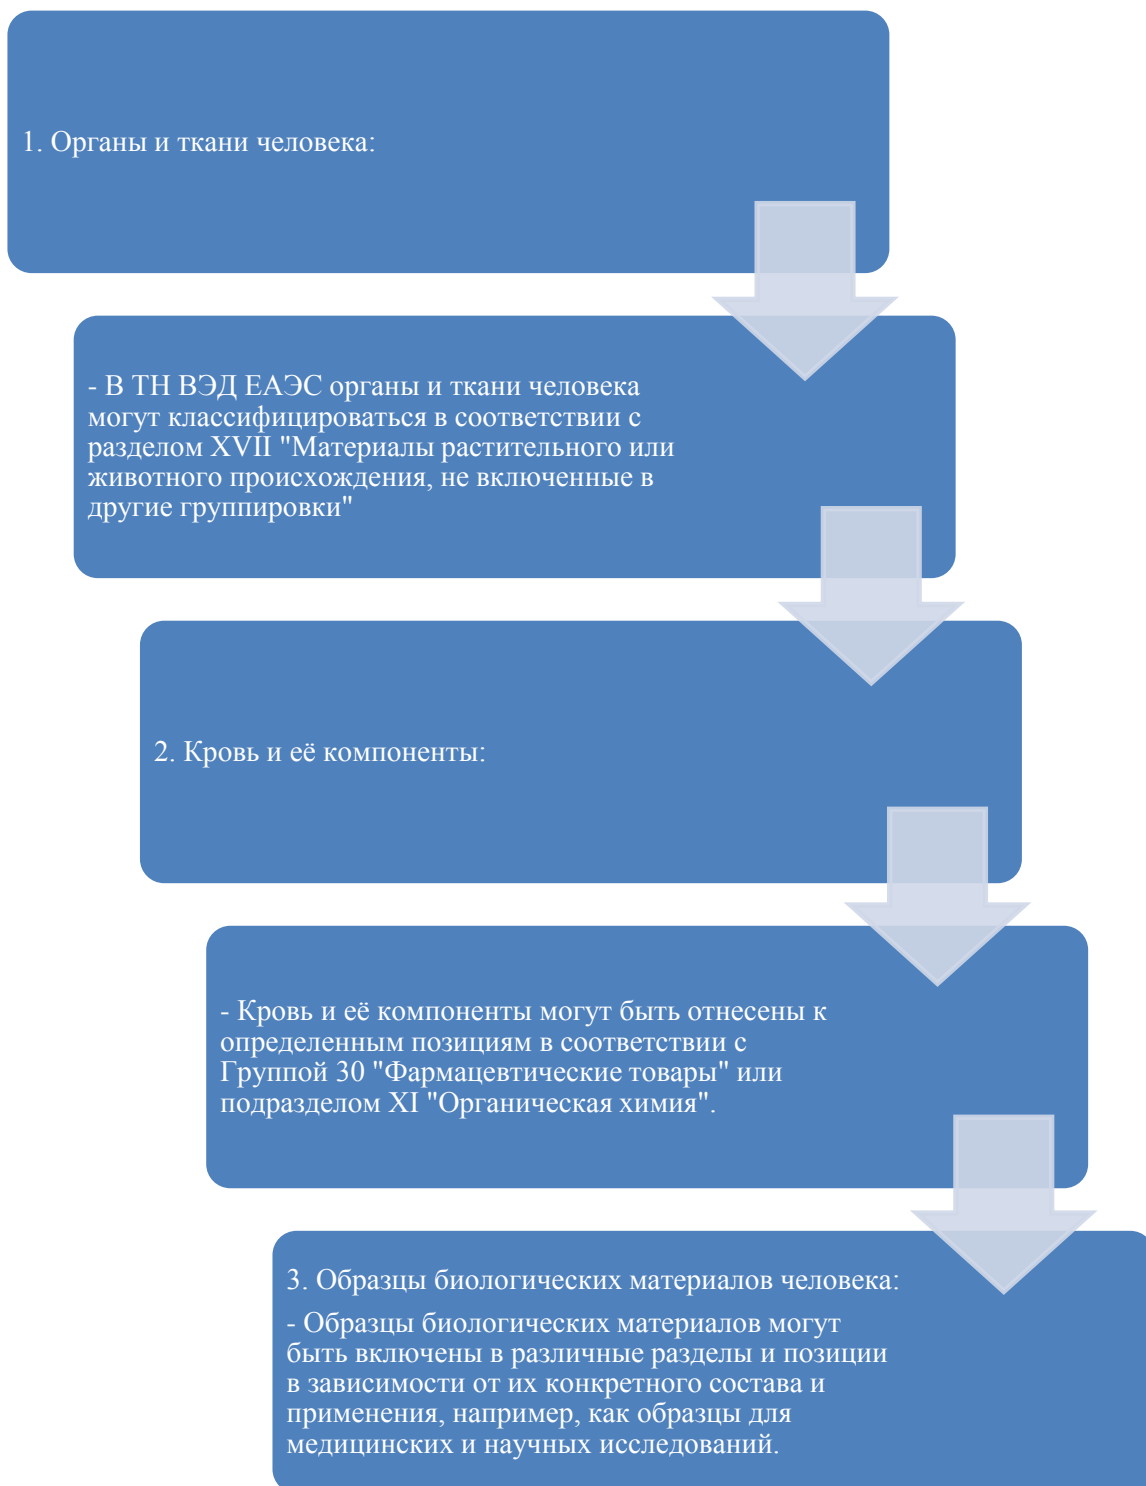 1. Органы и ткани человека:
- В ТН ВЭД ЕАЭС органы и ткани человека
могут классифицироваться в соответствии с
разделом XVII "Материалы растительного или
животного происхождения, не включенные в
другие группировки"
2. Кровь и её компоненты:
- Кровь и её компоненты могут быть отнесены к
определенным позициям в соответствии с
Группой 30 "Фармацевтические товары" или
подразделом XI "Органическая химия".
3. Образцы биологических материалов человека:
- Образцы биологических материалов могут
быть включены в различные разделы и позиции
в зависимости от их конкретного состава и
применения, например, как образцы для
медицинских и научных исследований.